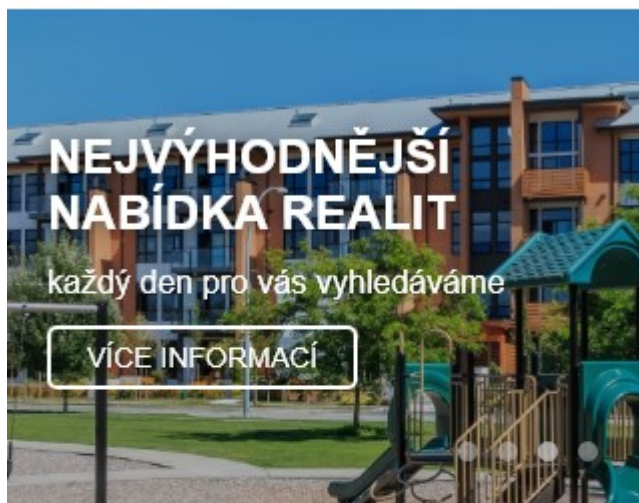 NEJVÝHODNĚJŠÍ
NABÍDKA REALIT
každý den pro vás vyhledáváme
VÍCE INFORMACÍ